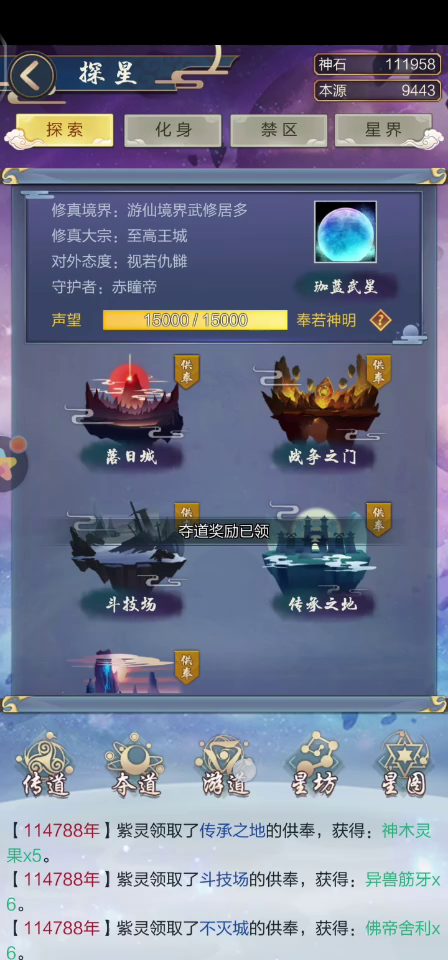 探星
神石 111958
本源 9443
探索 化身 禁区 星界
修真境界：游仙境界武修居多
修真大宗：至高王城
对外态度：视若仇雠
守护者：赤瞳帝
珈蓝武星
声望 15000 / 15000 奉若神明 ?
供奉 供奉
落日城 战争之门
供奉 供奉
夺道奖励已领
斗技场 传承之地
供奉
传道 夺道 游道 星坊 星图
【114788年】紫灵领取了传承之地的供奉，获得：神木灵
果x5。
【114788年】紫灵领取了斗技场的供奉，获得：异兽筋牙x
6。
【114788年】紫灵领取了不灭城的供奉，获得：佛帝舍利x
6。